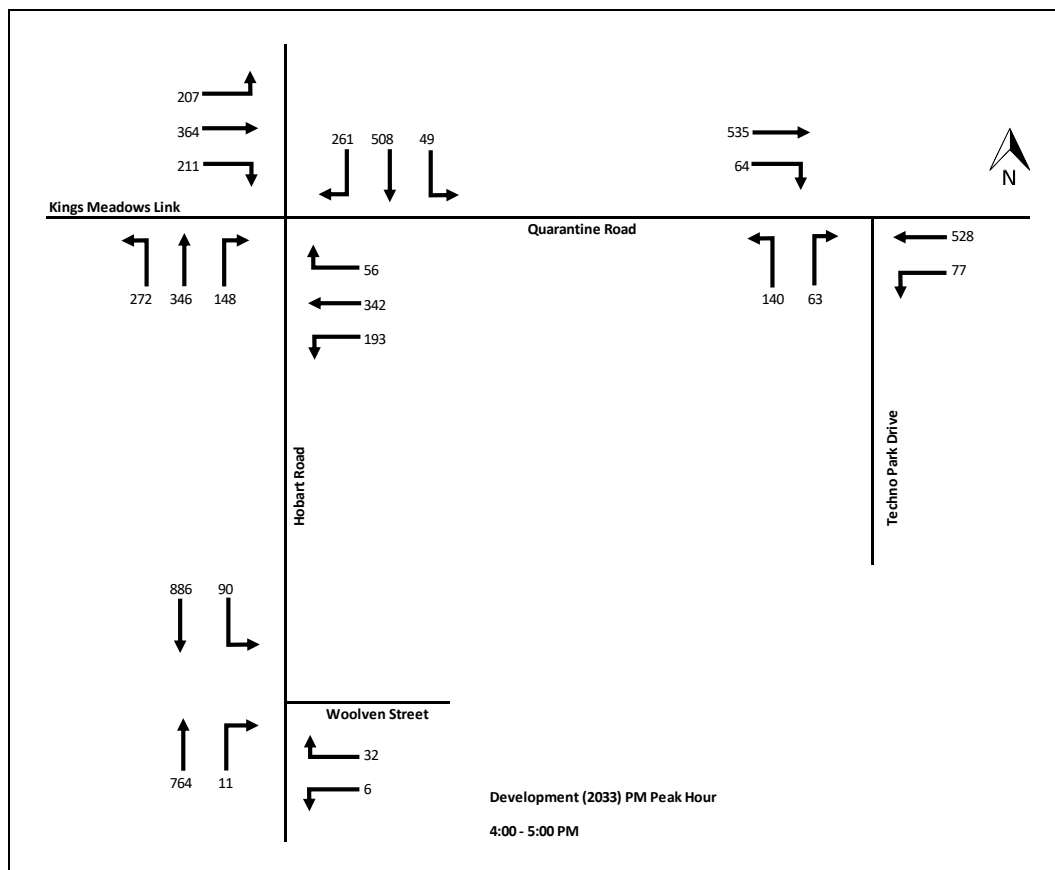 207
364
211
261 508 49
535
64
N
Kings Meadows Link
Quarantine Road
272 346 148
56
342
193
140 63
528
77
Hobart Road
Techno Park Drive
886 90
Woolven Street
764 11
32
6
Development (2033) PM Peak Hour
4:00 - 5:00 PM